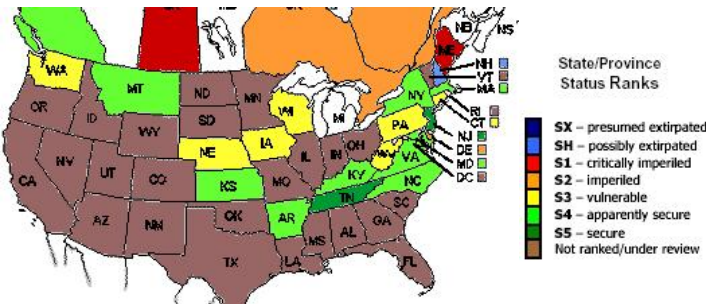 NB
NS
ME
NH
VT
MA
WA
MT
ND
MN
WI
MI
NY
OR
ID
WY
SD
IA
PA
RI
CT
NJ
DE
MD
DC
NE
NV
UT
CO
KS
MO
IL
IN
OH
WV
VA
KY
CA
AZ
NM
OK
AR
TN
NC
SC
TX
LA
MS
AL
GA
FL
State/Province
Status Ranks
SX – presumed extirpated
SH – possibly extirpated
S1 – critically imperiled
S2 – imperiled
S3 – vulnerable
S4 – apparently secure
S5 – secure
Not ranked/under review